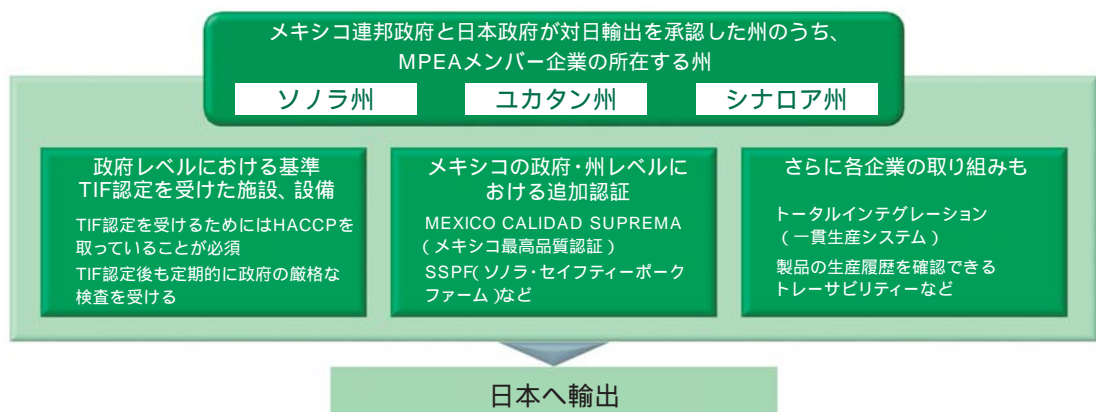 メキシコ連邦政府と日本政府が対日輸出を承認した州のうち、
MPEAメンバー企業の所在する州
ソノラ州
ユカタン州
シナロア州
政府レベルにおける基準
TIF認定を受けた施設、設備
TIF認定を受けるためにはHACCPを
取っていることが必須
TIF認定後も定期的に政府の厳格な
検査を受ける
メキシコの政府・州レベルに
おける追加認証
MEXICO CALIDAD SUPREMA
(メキシコ最高品質認証)
SSPF(ソノラ・セイフティーポーク
ファーム)など
さらに各企業の取り組みも
トータルインテグレーション
(一貫生産システム)
製品の生産履歴を確認できる
トレーサビリティーなど
日本へ輸出